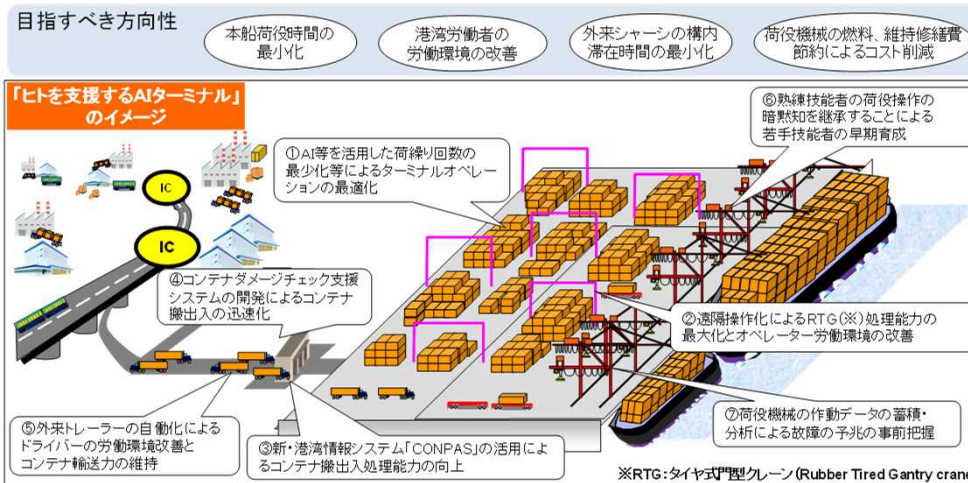 目指すべき方向性
本船荷役時間の
最小化
港湾労働者の
労働環境の改善
外来シャーシの構内
滞在時間の最小化
荷役機械の燃料、維持修繕費
節約によるコスト削減
「ヒトを支援するAIターミナル」
のイメージ
⑥熟練技能者の荷役操作の
暗黙知を継承することによる
若手技能者の早期育成
①AI等を活用した荷繰り回数の
最少化等によるターミナルオペレー
ションの最適化
IC
IC
④コンテナダメージチェック支援
システムの開発によるコンテナ
搬出入の迅速化
②遠隔操作化によるRTG(※)処理能力の
最大化とオペレーター労働環境の改善
⑤外来トレーラーの自働化による
ドライバーの労働環境改善と
コンテナ輸送力の維持
③新・港湾情報システム「CONPAS」の活用によ
るコンテナ搬出入処理能力の向上
⑦荷役機械の作動データの蓄積・
分析による故障の予兆の事前把握
※RTG:タイヤ式門型クレーン(Rubber Tired Gantry crane